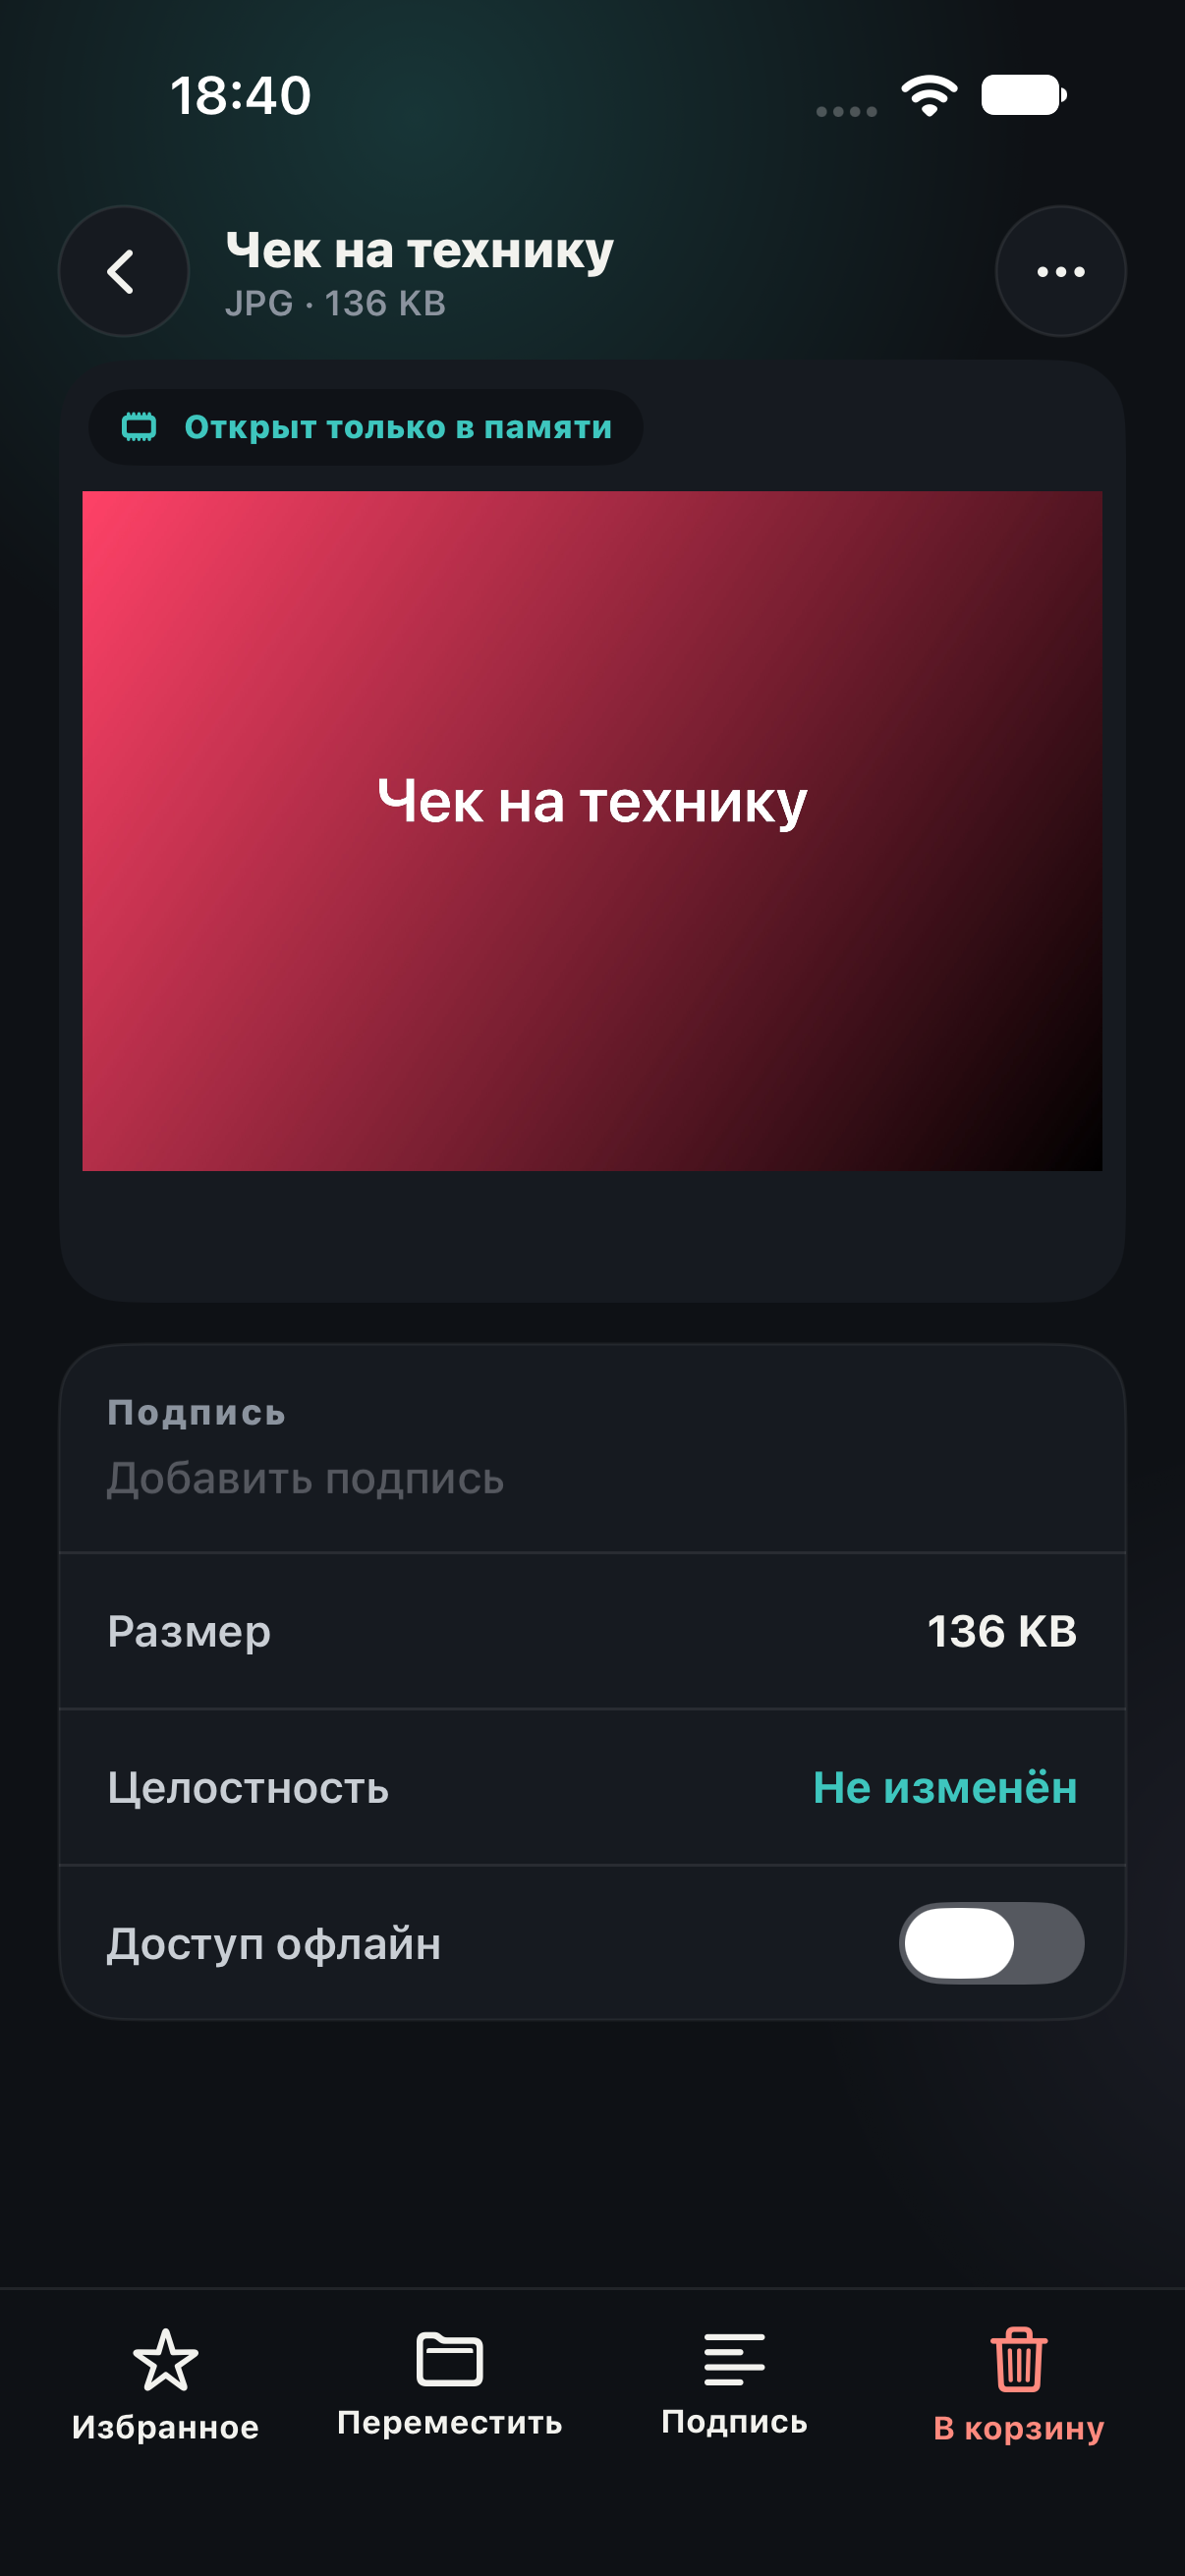 18:40
Чек на технику
JPG · 136 KB
Открыт только в памяти
Чек на технику
Подпись
Добавить подпись
Размер 136 KB
Целостность Не изменён
Доступ офлайн
Избранное Переместить Подпись В корзину